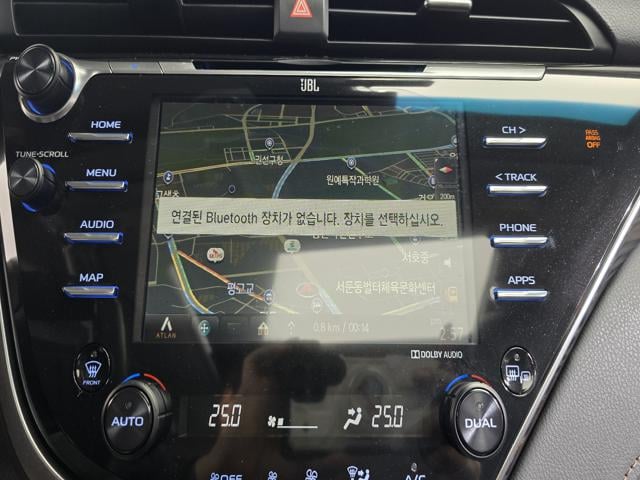 JBL
HOME
TUNE•SCROLL
MENU
AUDIO
MAP
CH >
PASS
AIRBAG
OFF
< TRACK
PHONE
APPS
권선구청
원예특작과학원
200m
연결된 Bluetooth 장치가 없습니다. 장치를 선택하십시오.
서호중
평고교
서둔동벌터체육문화센터
ATLAN
0.8 km / 00:14
2:57
DOLBY AUDIO
FRONT
AUTO
25.0
25.0
DUAL
OFF
A/C